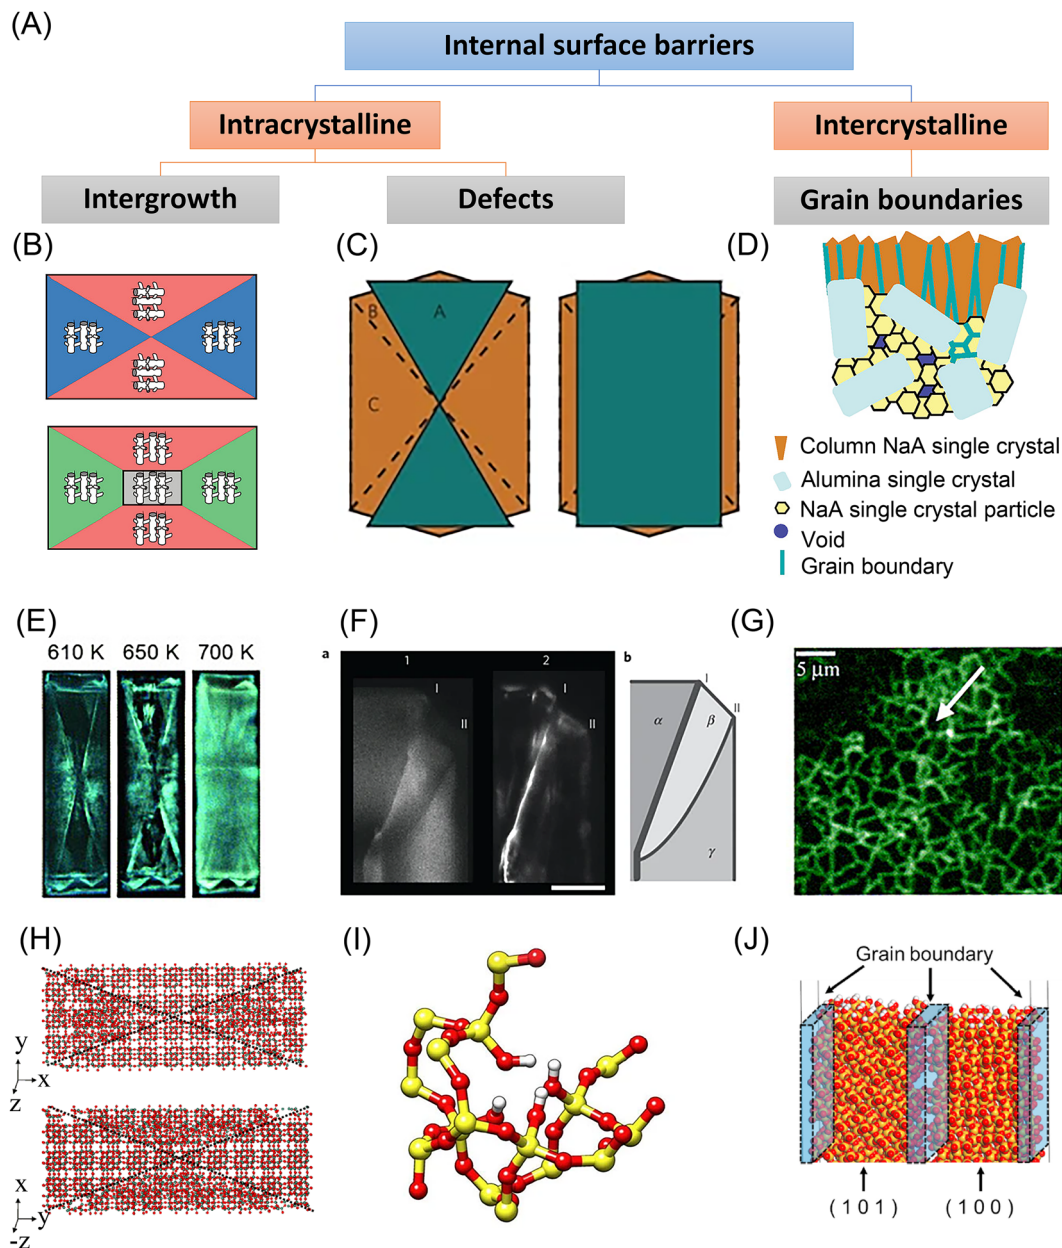 (A)
Internal surface barriers
Intracrystalline
Intercrystalline
Intergrowth
Defects
Grain boundaries
(B)
(C)
(D)
B
A
C
Column NaA single crystal
Alumina single crystal
NaA single crystal particle
Void
Grain boundary
(E)
(F)
(G)
610 K
650 K
700 K
a
1
2
b
I
II
I
II
I
II
α
β
γ
5 μm
(H)
(I)
(J)
y
x
z
x
y
-z
Grain boundary
(101)
(100)